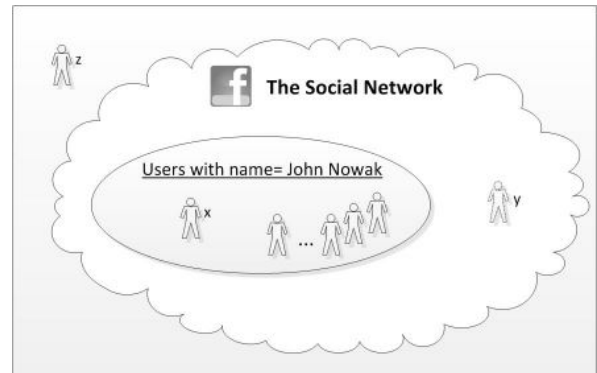 z
f The Social Network
Users with name= John Nowak
x
y
...